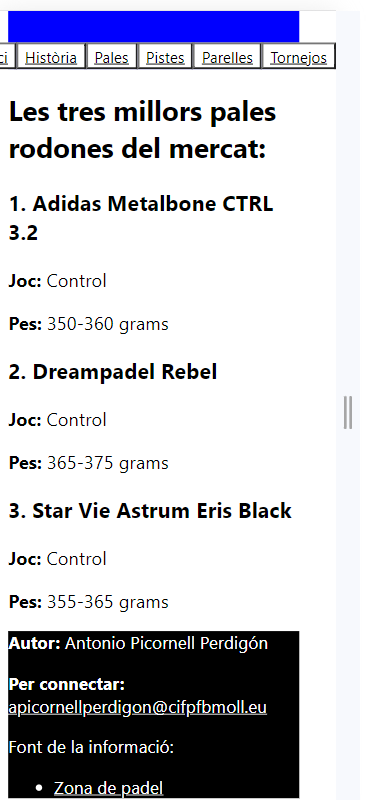 ci Història Pales Pistes Parelles Tornejos
Les tres millors pales
rodones del mercat:
1. Adidas Metalbone CTRL
3.2
Joc: Control
Pes: 350-360 grams
2. Dreampadel Rebel
Joc: Control
Pes: 365-375 grams
3. Star Vie Astrum Eris Black
Joc: Control
Pes: 355-365 grams
Autor: Antonio Picornell Perdigón
Per connectar:
apicornellperdigon@cifpfbmoll.eu
Font de la informació:
• Zona de padel